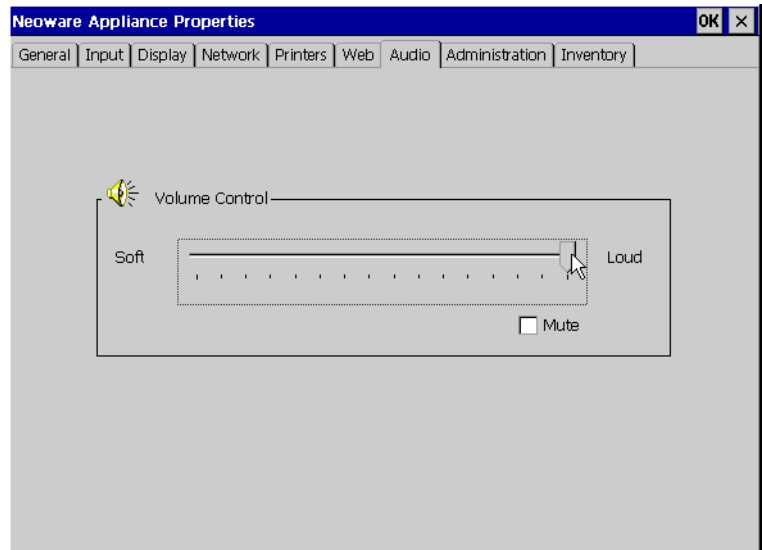 Neoware Appliance Properties OK ×
General Input Display Network Printers Web Audio Administration Inventory
Volume Control
Soft Loud
Mute